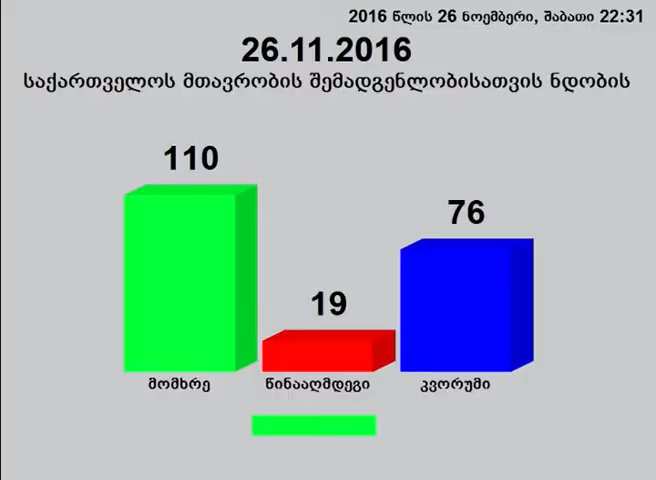 2016 წლის 26 ნოემბერი, შაბათი 22:31
26.11.2016
საქართველოს მთავრობის შემადგენლობისათვის ნდობის
110
76
19
მომხრე წინააღმდეგი კვორუმი